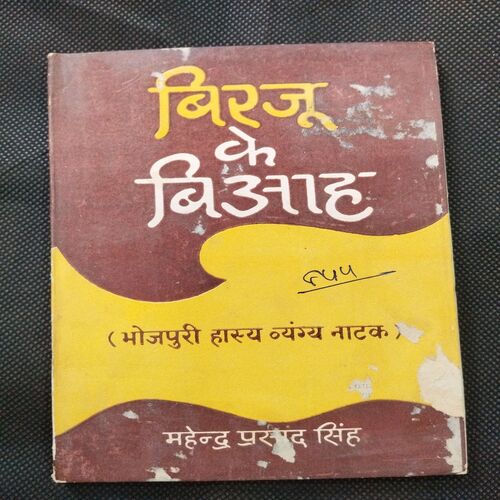 बिरजू
के
बिआह
(भोजपुरी हास्य व्यंग्य नाटक)
महेन्द्र प्रसाद सिंह